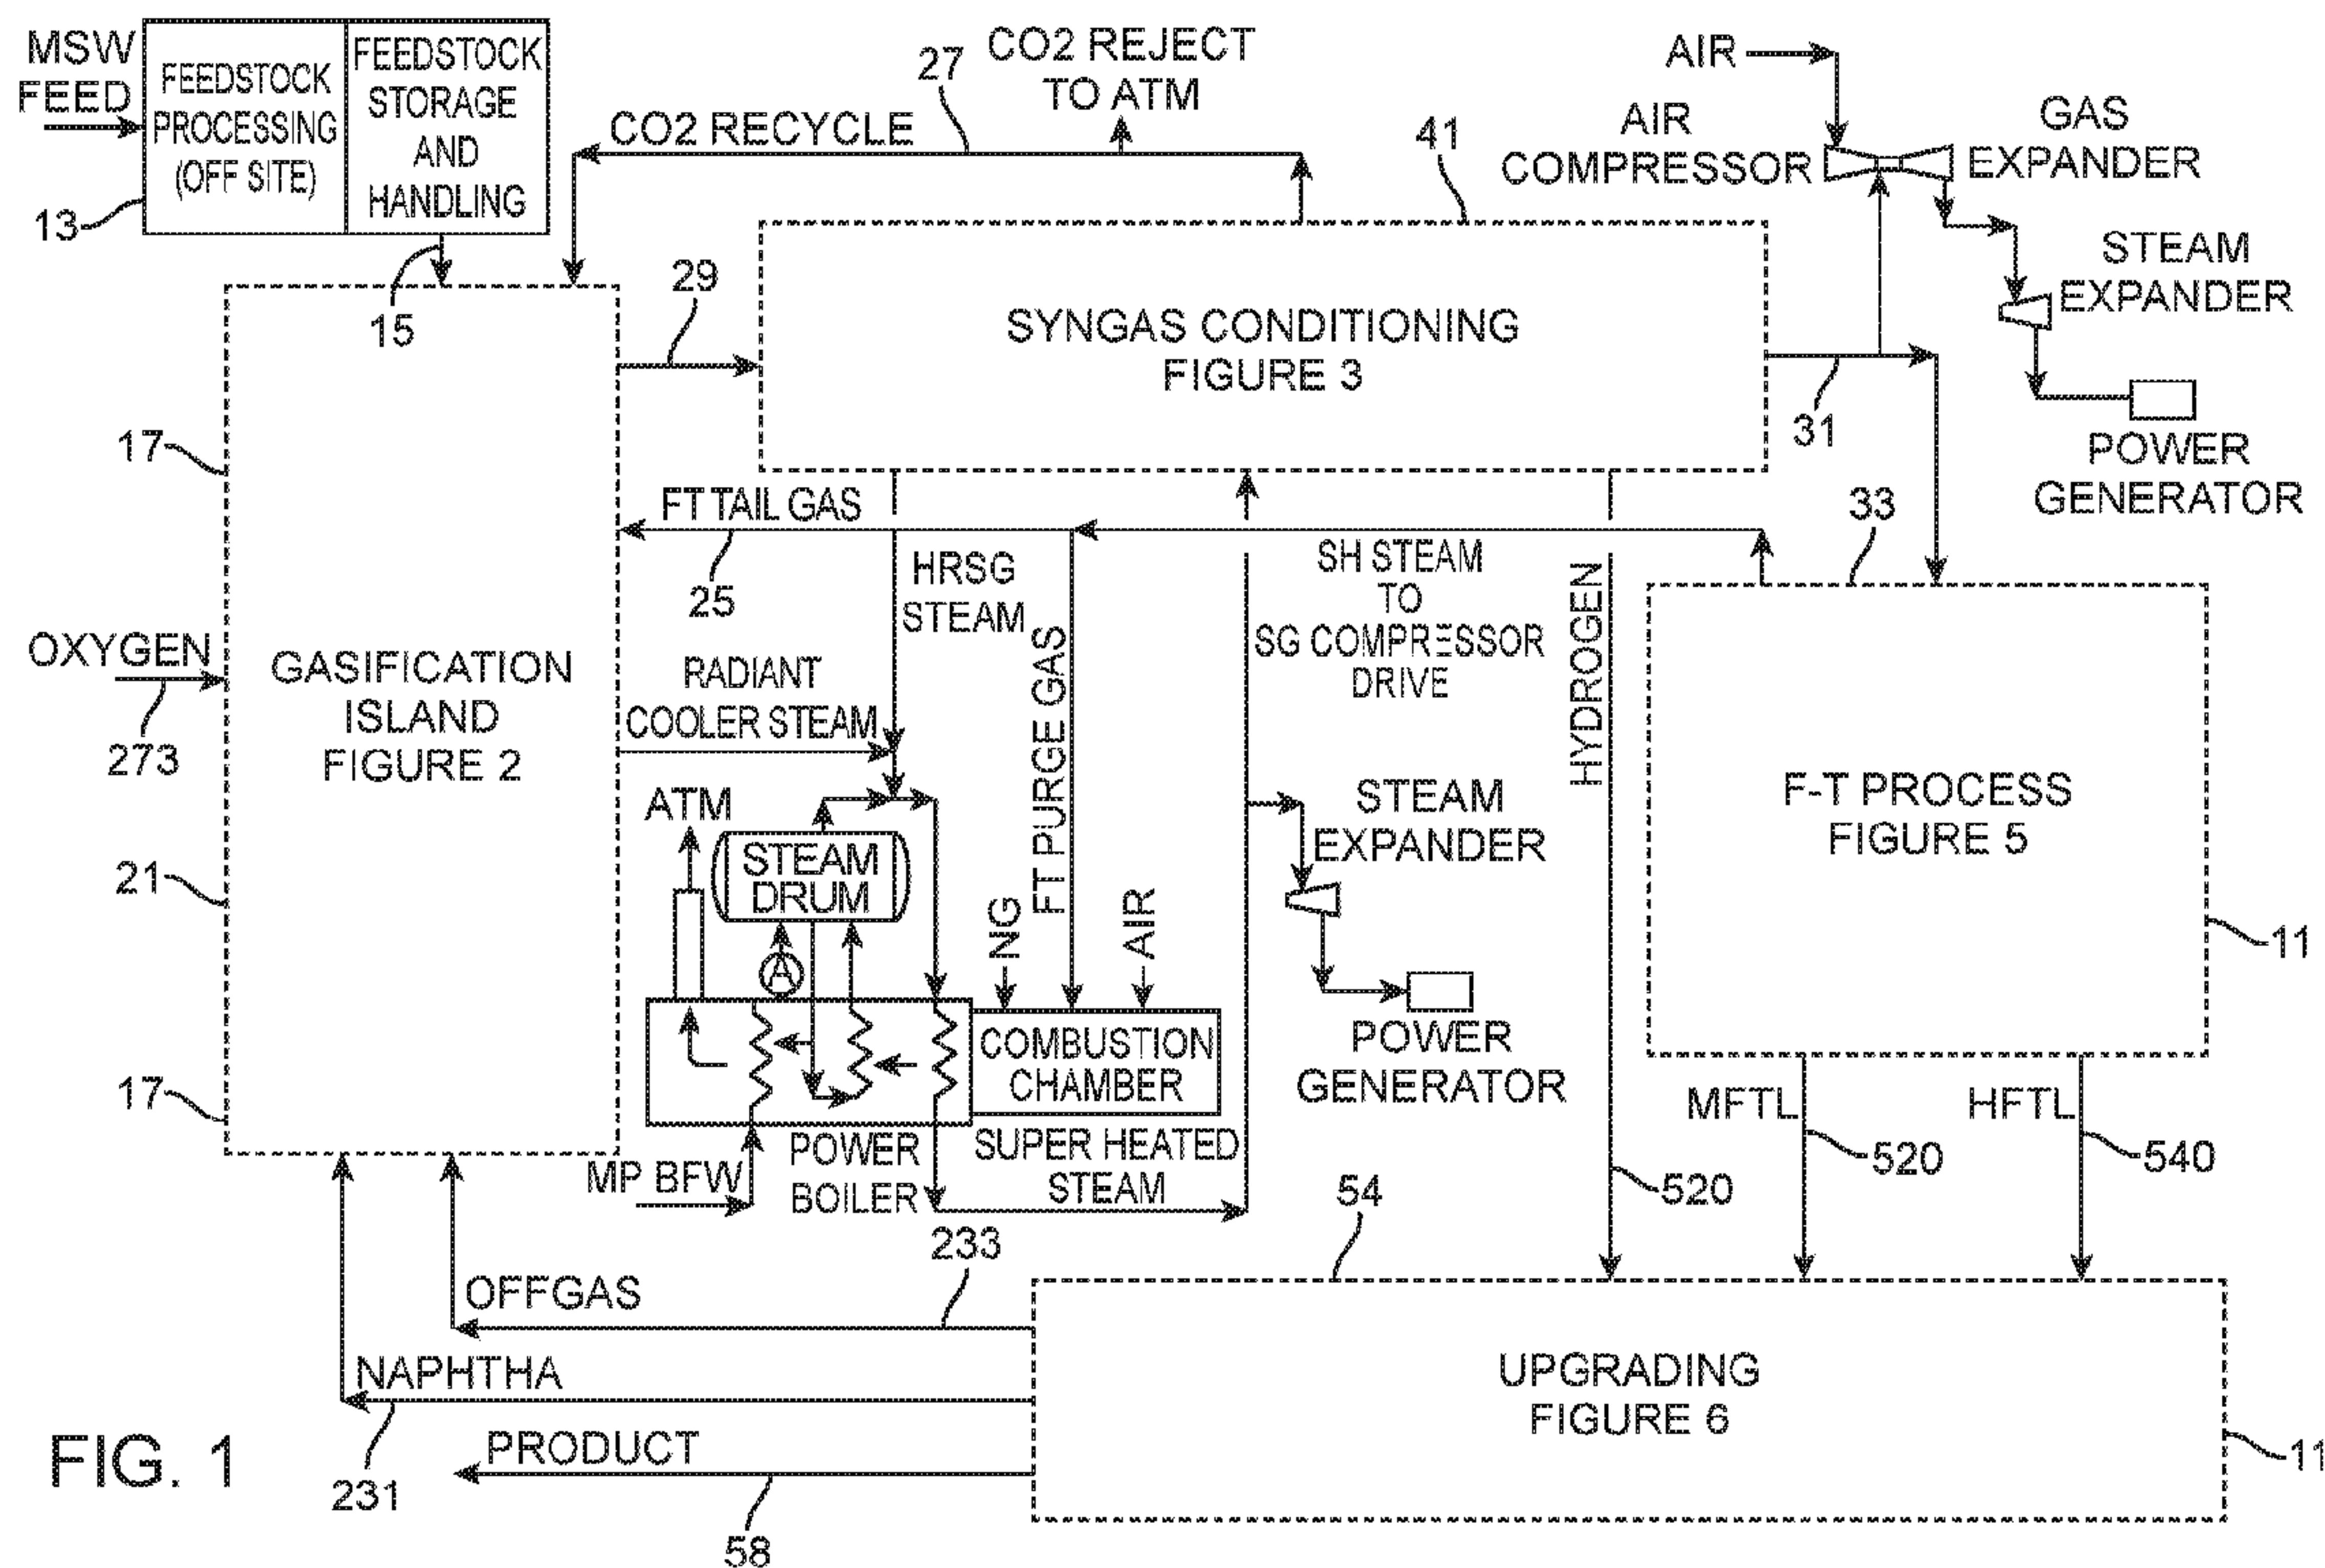 MSW
FEED
FEEDSTOCK
PROCESSING
(OFF SITE)
FEEDSTOCK
STORAGE
AND
HANDLING
13
15
CO2 RECYCLE
27
CO2 REJECT
TO ATM
41
AIR
AIR
COMPRESSOR
GAS
EXPANDER
STEAM
EXPANDER
POWER
GENERATOR
29
SYNGAS CONDITIONING
FIGURE 3
31
17
FT TAIL GAS
25
HRSG
STEAM
SH STEAM
TO
SG COMPRESSOR
DRIVE
HYDROGEN
33
OXYGEN
273
GASIFICATION
ISLAND
FIGURE 2
RADIANT
COOLER STEAM
FT PURGE GAS
F-T PROCESS
FIGURE 5
ATM
STEAM
DRUM
STEAM
EXPANDER
21
NG
AIR
11
A
COMBUSTION
CHAMBER
POWER
GENERATOR
17
MP BFW
POWER
BOILER
SUPER HEATED
STEAM
MFTL
HFTL
520
520
540
54
233
OFFGAS
NAPHTHA
231
UPGRADING
FIGURE 6
11
PRODUCT
58
FIG. 1